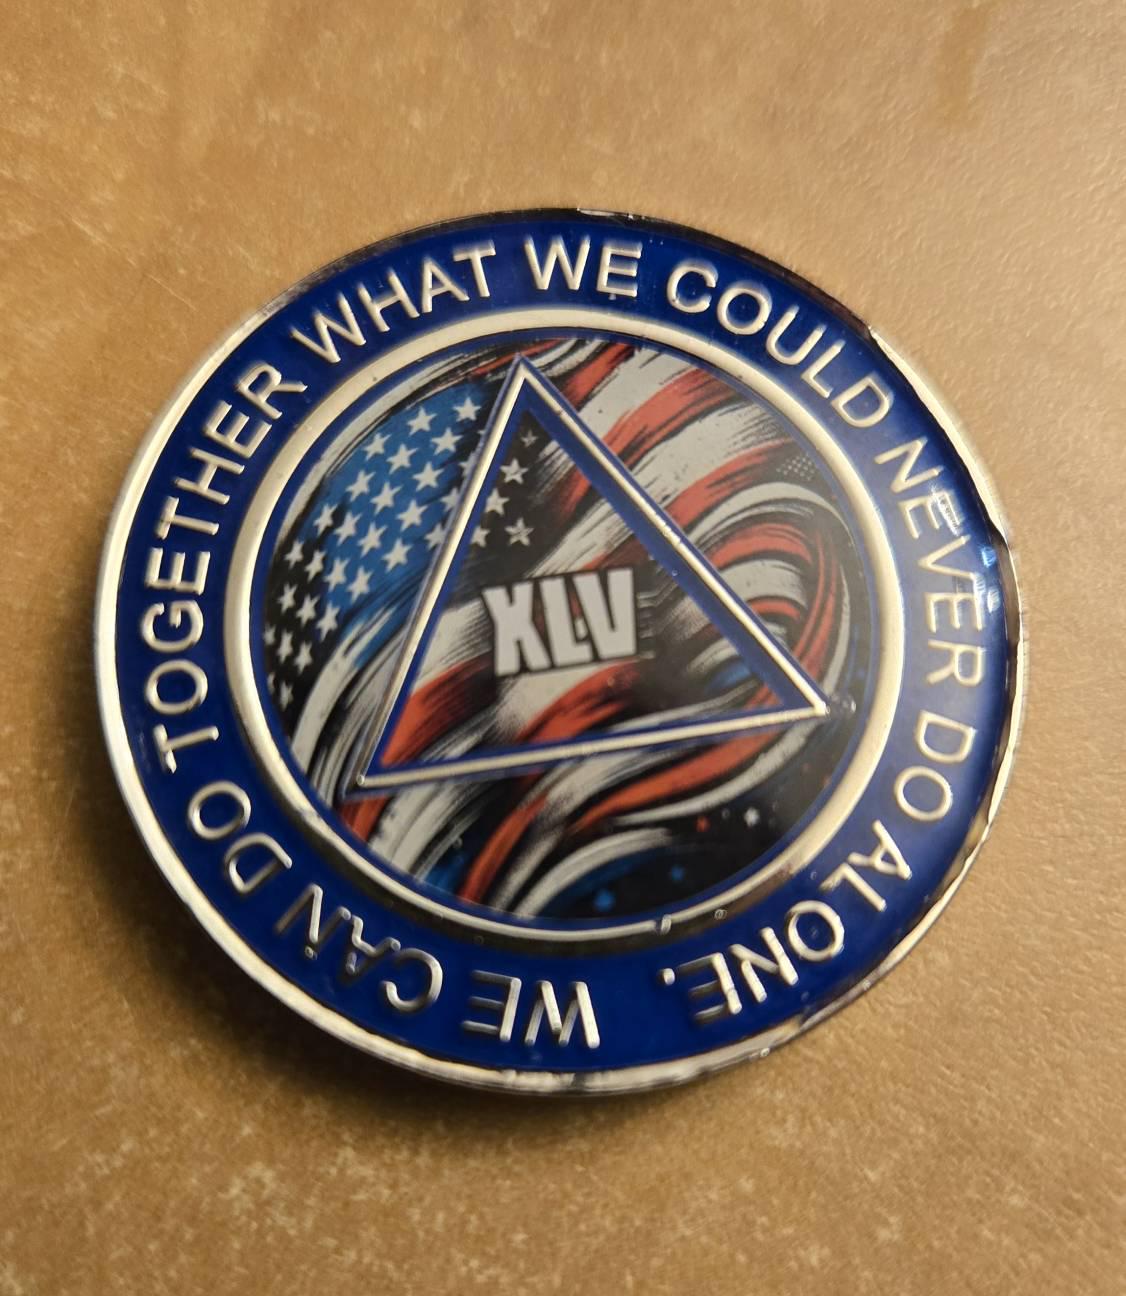 WE CAN DO TOGETHER WHAT WE COULD NEVER DO ALONE.
XLV